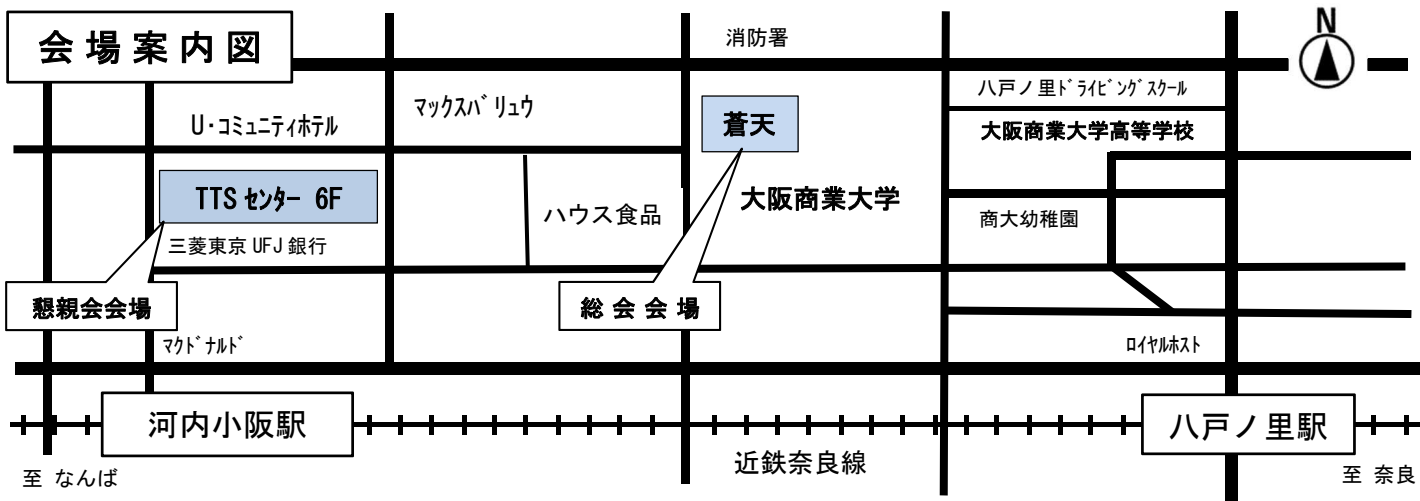 会場案内図
N
消防署
八戸ノ里ﾄﾞﾗｲﾋﾞﾝｸﾞｽｸｰﾙ
マックスバリュウ
蒼天
U・ｺﾐｭﾆﾃｨﾎﾃﾙ
大阪商業大学高等学校
TTS ｾﾝﾀｰ 6F
大阪商業大学
ハウス食品
商大幼稚園
三菱東京 UFJ 銀行
懇親会会場
総会会場
ﾏｸﾄﾞﾅﾙﾄﾞ
ﾛｲﾔﾙﾎｽﾄ
河内小阪駅
八戸ノ里駅
近鉄奈良線
至 なんば
至 奈良